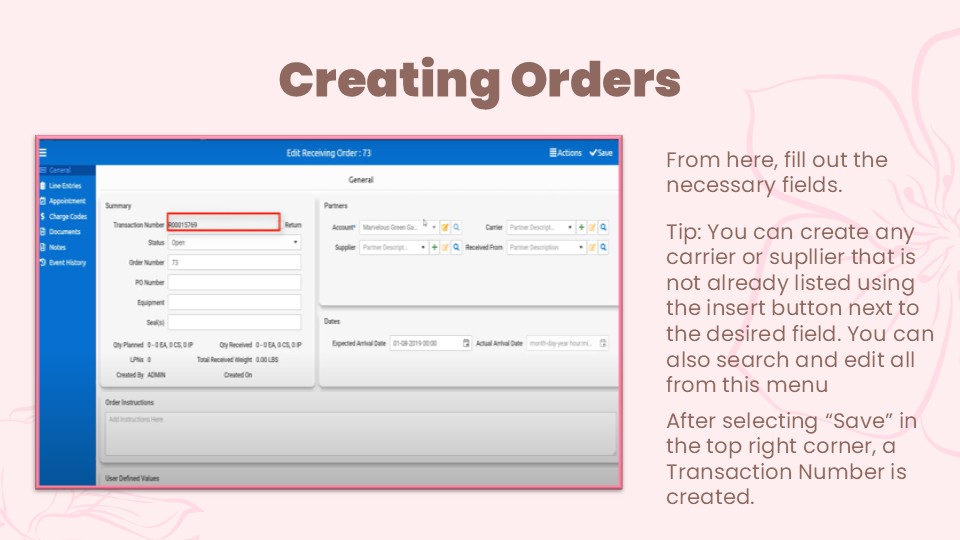 Creating Orders
Edit Receiving Order : 73
Actions
Save
General
Line Entries
Appointment
Charge Codes
Documents
Notes
Event History
General
Summary
Transaction Number R00015769 Return
Status Open
Order Number 73
PO Number
Equipment
Seal(s)
Qty Planned 0 - 0 EA, 0 CS, 0 IP Qty Received 0 - 0 EA, 0 CS, 0 IP
LPNs 0 Total Received Weight 0.00 LBS
Created By ADMIN Created On
Partners
Account* Marvelous Green Ga... Carrier Partner Descript...
Supplier Partner Descript... Received From Partner Description
Dates
Expected Arrival Date 01-08-2019 00:00 Actual Arrival Date month-day-year hour:m...
Order Instructions
Add Instructions Here
User Defined Values
From here, fill out the
necessary fields.
Tip: You can create any
carrier or supllier that is
not already listed using
the insert button next to
the desired field. You can
also search and edit all
from this menu
After selecting “Save” in
the top right corner, a
Transaction Number is
created.